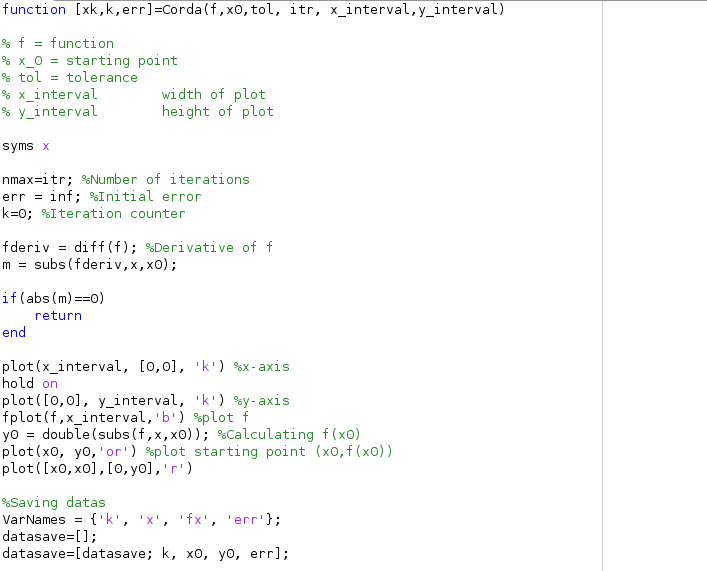 function [xk,k,err]=Corda(f,x0,tol, itr, x_interval,y_interval)
% f = function
% x_0 = starting point
% tol = tolerance
% x_interval        width of plot
% y_interval        height of plot
syms x
nmax=itr; %Number of iterations
err = inf; %Initial error
k=0; %Iteration counter
fderiv = diff(f); %Derivative of f
m = subs(fderiv,x,x0);
if(abs(m)==0)
    return
end
plot(x_interval, [0,0], 'k') %x-axis
hold on
plot([0,0], y_interval, 'k') %y-axis
fplot(f,x_interval,'b') %plot f
y0 = double(subs(f,x,x0)); %Calculating f(x0)
plot(x0, y0,'or') %plot starting point (x0,f(x0))
plot([x0,x0],[0,y0],'r')
%Saving datas
VarNames = {'k', 'x', 'fx', 'err'};
datasave=[];
datasave=[datasave; k, x0, y0, err];